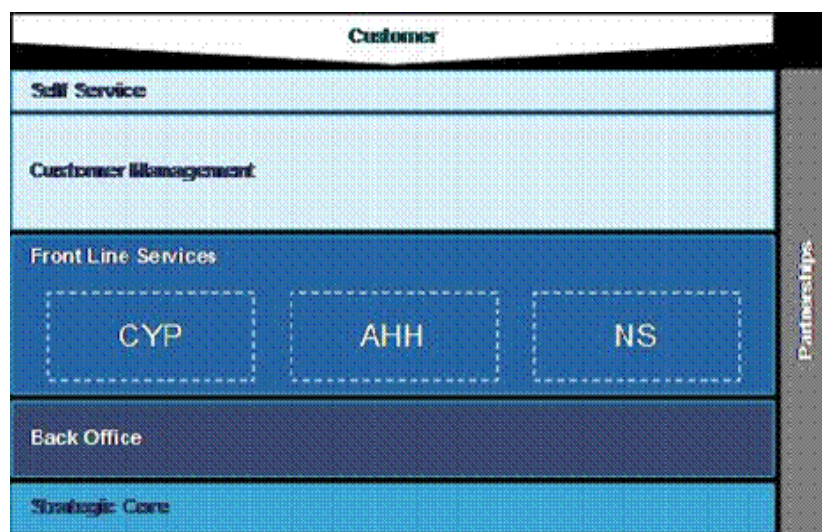 Customer
Self Service
Customer Management
Front Line Services
CYP AHH NS
Back Office
Strategic Core
Partnerships